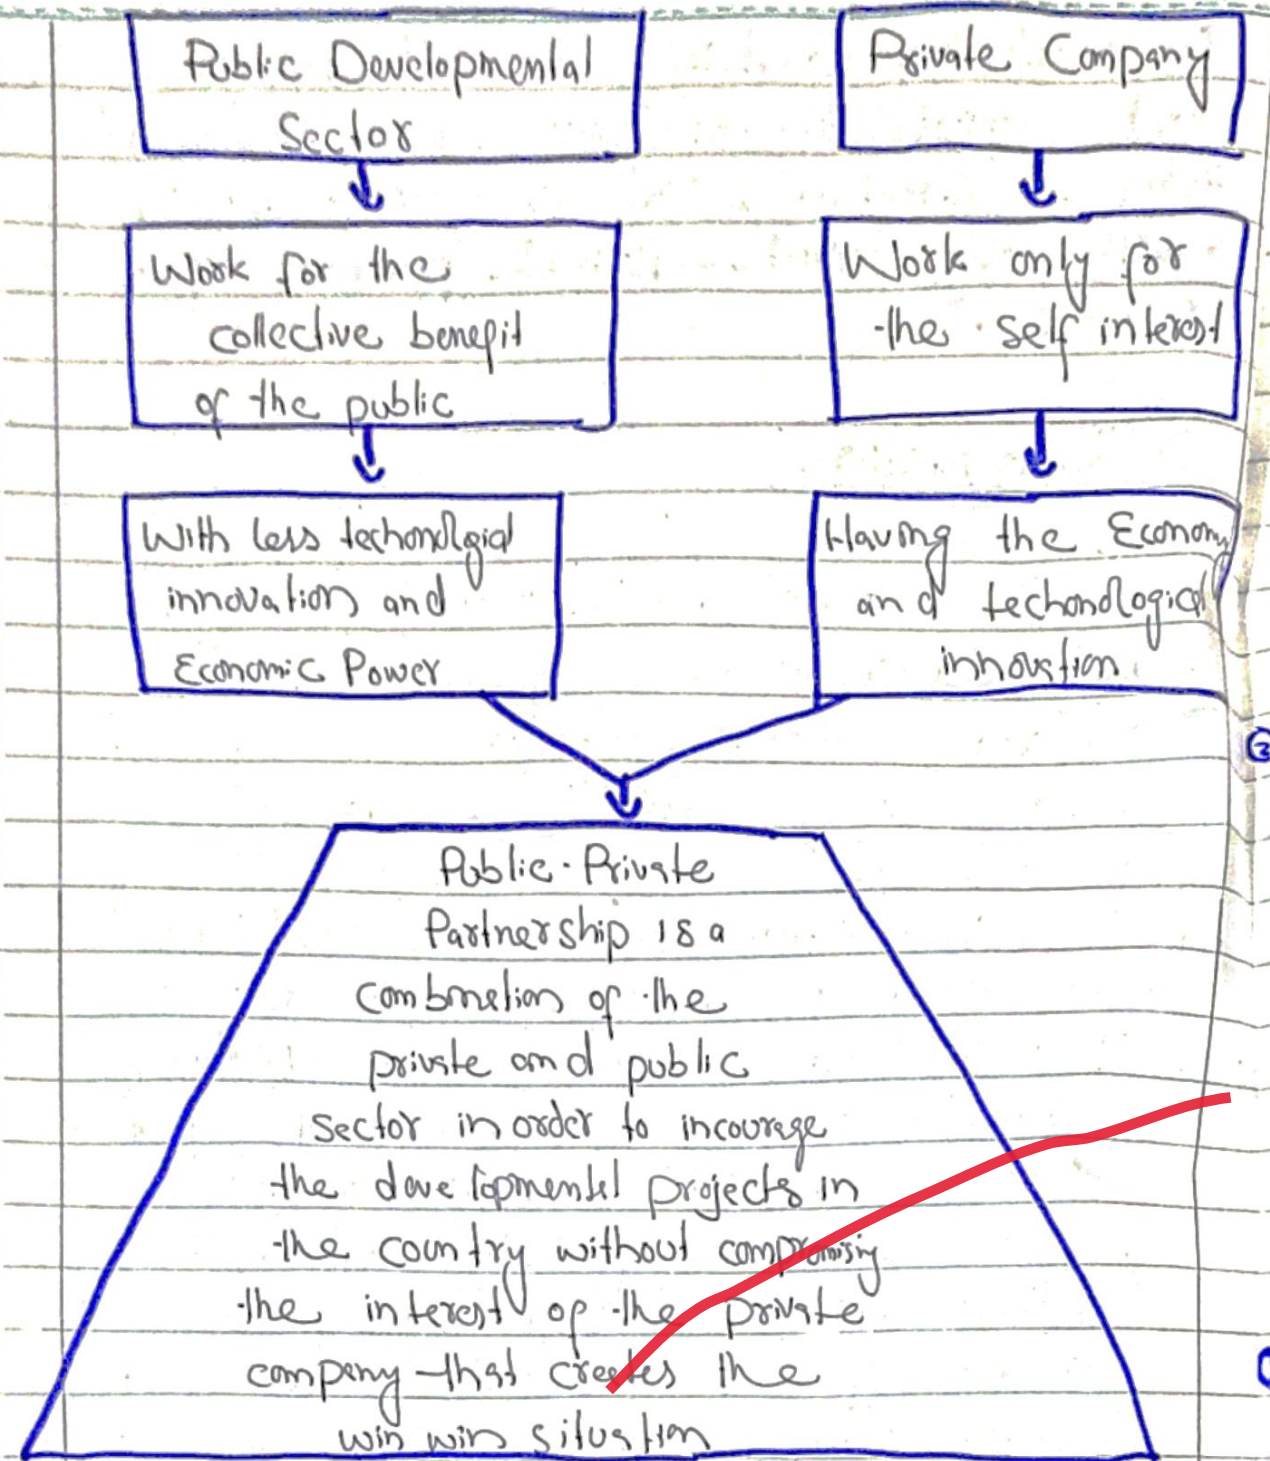 Public Developmental
Sector
Private Company
Work for the
collective benefit
of the public
Work only for
the self interest
With less techonolgial
innovation and
Economic Power
Having the Economy
and techonological
innovation
Public-Private
Partnership is a
combination of the
private and public
sector in order to incourage
the developmental projects in
the country without compromising
the interest of the private
company that creates the
win win situation